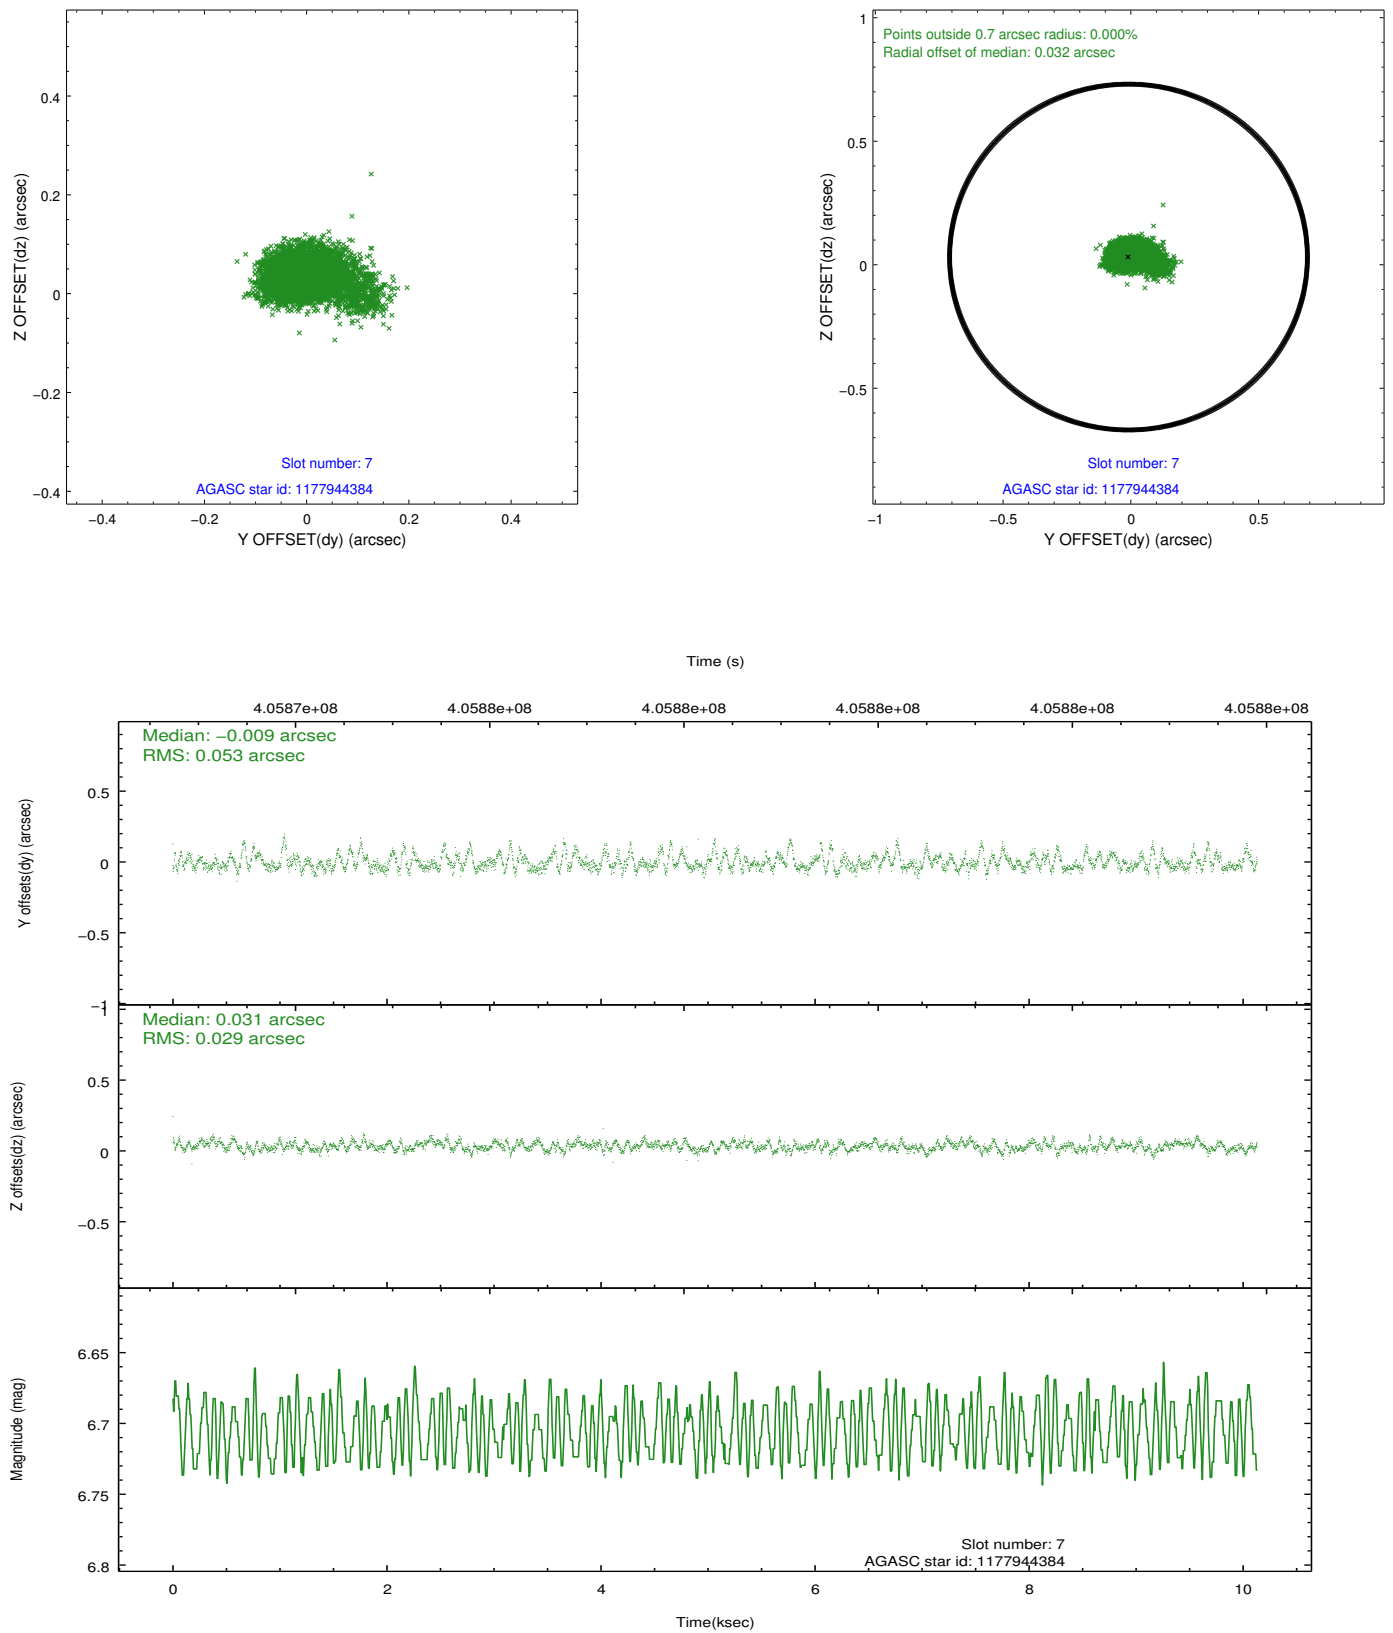 0.4
0.2
0
−0.2
−0.4
Z OFFSET(dz) (arcsec)
Slot number: 7
AGASC star id: 1177944384
−0.4 −0.2 0 0.2 0.4
Y OFFSET(dy) (arcsec)
Points outside 0.7 arcsec radius: 0.000%
Radial offset of median: 0.032 arcsec
1
0.5
0
−0.5
Z OFFSET(dz) (arcsec)
Slot number: 7
AGASC star id: 1177944384
−1 −0.5 0 0.5
Y OFFSET(dy) (arcsec)
Time (s)
4.0587e+08 4.0588e+08 4.0588e+08 4.0588e+08 4.0588e+08 4.0588e+08
Median: −0.009 arcsec
RMS: 0.053 arcsec
0.5
0
−0.5
−1
Y offsets(dy) (arcsec)
Median: 0.031 arcsec
RMS: 0.029 arcsec
1
0.5
0
−0.5
Z offsets(dz) (arcsec)
6.65
6.7
6.75
6.8
Magnitude (mag)
Slot number: 7
AGASC star id: 1177944384
0 2 4 6 8 10
Time(ksec)